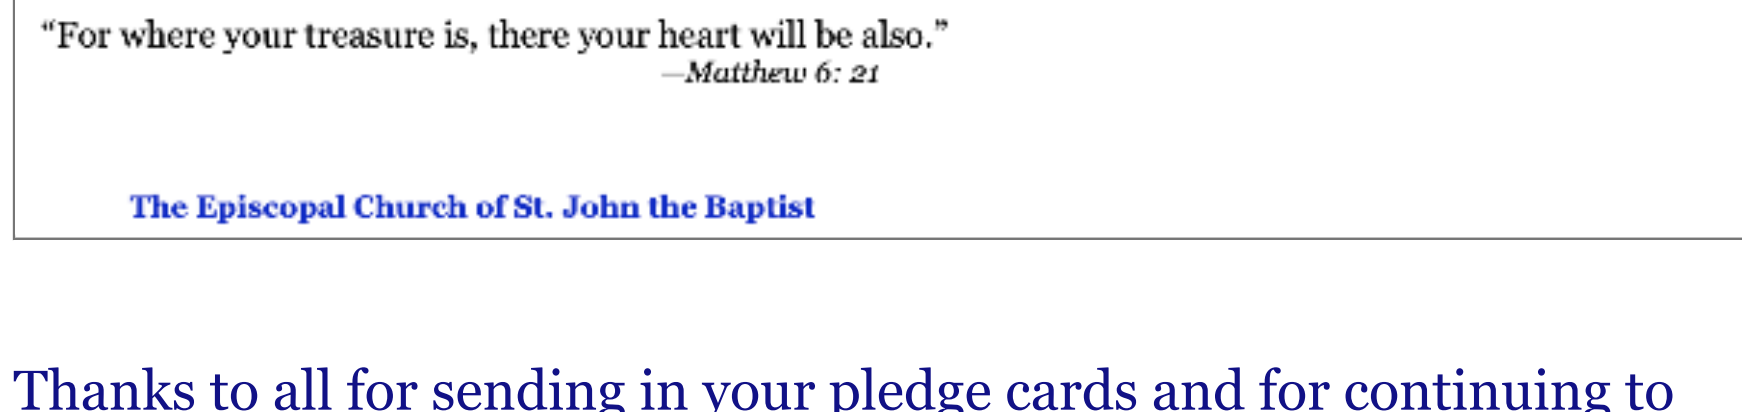 “For where your treasure is, there your heart will be also.”
—Matthew 6: 21
The Episcopal Church of St. John the Baptist
Thanks to all for sending in your pledge cards and for continuing to